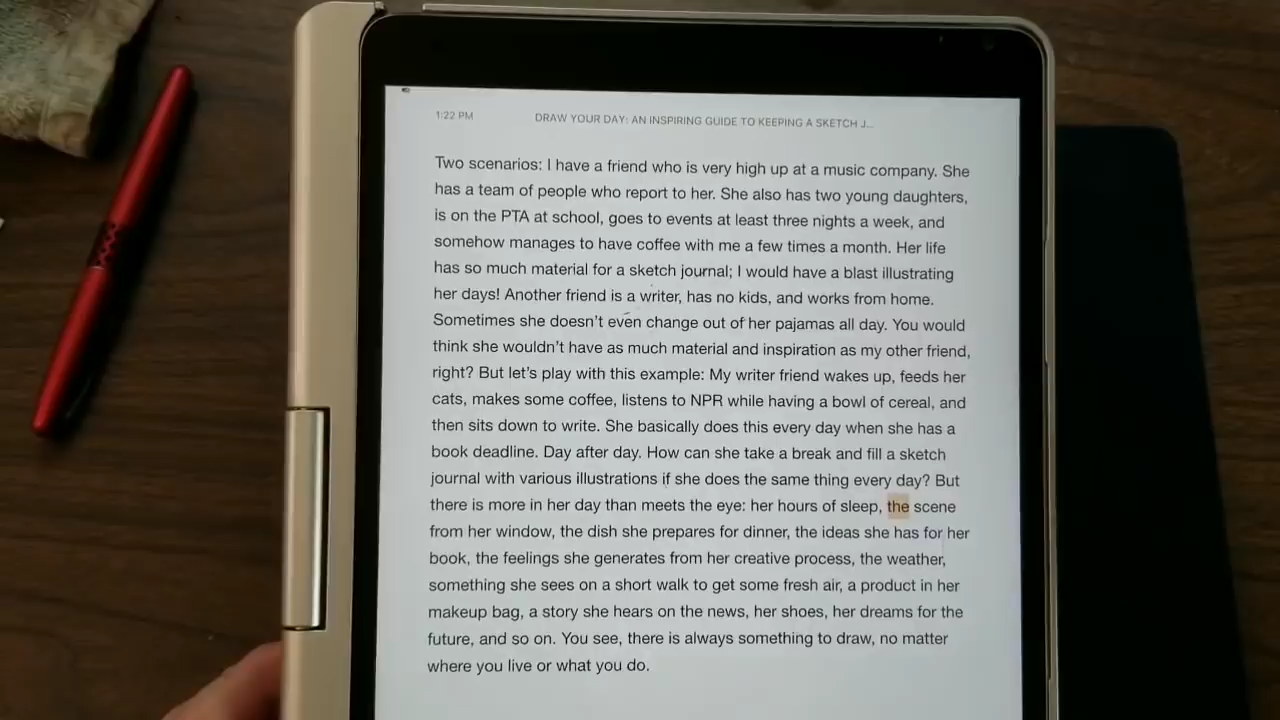 1:22 PM
DRAW YOUR DAY: AN INSPIRING GUIDE TO KEEPING A SKETCH J...
Two scenarios: I have a friend who is very high up at a music company. She
has a team of people who report to her. She also has two young daughters,
is on the PTA at school, goes to events at least three nights a week, and
somehow manages to have coffee with me a few times a month. Her life
has so much material for a sketch journal; I would have a blast illustrating
her days! Another friend is a writer, has no kids, and works from home.
Sometimes she doesn’t even change out of her pajamas all day. You would
think she wouldn’t have as much material and inspiration as my other friend,
right? But let’s play with this example: My writer friend wakes up, feeds her
cats, makes some coffee, listens to NPR while having a bowl of cereal, and
then sits down to write. She basically does this every day when she has a
book deadline. Day after day. How can she take a break and fill a sketch
journal with various illustrations if she does the same thing every day? But
there is more in her day than meets the eye: her hours of sleep, the scene
from her window, the dish she prepares for dinner, the ideas she has for her
book, the feelings she generates from her creative process, the weather,
something she sees on a short walk to get some fresh air, a product in her
makeup bag, a story she hears on the news, her shoes, her dreams for the
future, and so on. You see, there is always something to draw, no matter
where you live or what you do.